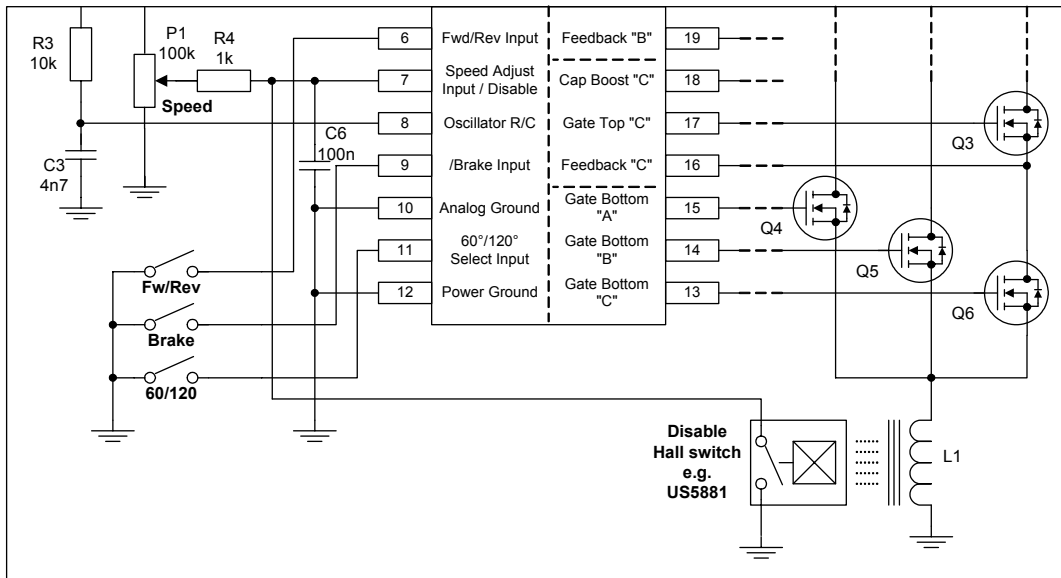 R3
10k
P1
100k
R4
1k
Speed
C3
4n7
C6
100n
6
Fwd/Rev Input
Feedback "B"
19
7
Speed Adjust
Input / Disable
Cap Boost "C"
18
8
Oscillator R/C
Gate Top "C"
17
9
/Brake Input
Feedback "C"
16
10
Analog Ground
Gate Bottom
"A"
15
11
60°/120°
Select Input
Gate Bottom
"B"
14
12
Power Ground
Gate Bottom
"C"
13
Q3
Q4
Q5
Q6
Fw/Rev
Brake
60/120
Disable
Hall switch
e.g.
US5881
L1